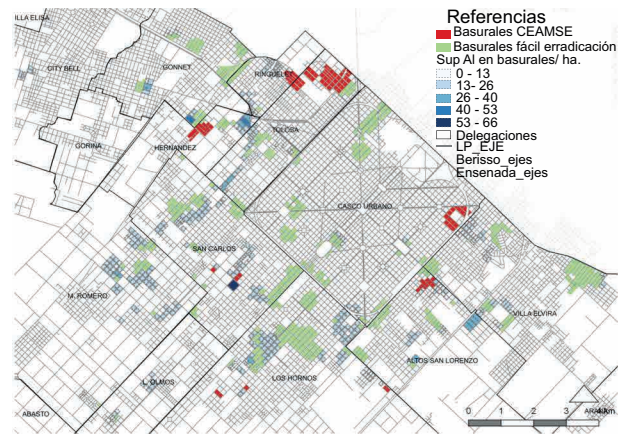 Referencias
Basurales CEAMSE
Basurales fácil erradicación
Sup Al en basurales/ ha.
0 - 13
13- 26
26 - 40
40 - 53
53 - 66
Delegaciones
LP_EJE
Berisso_ejes
Ensenada_ejes
ILLA ELISA
CITY BELL
GONNET
RINGUELET
TOLOSA
GORINA
HERNANDEZ
CASCO URBANO
SAN CARLOS
M. ROMERO
VILLA ELVIRA
ALTOS SAN LORENZO
L. OLMOS
LOS HORNOS
ABASTO
0 1 2 3